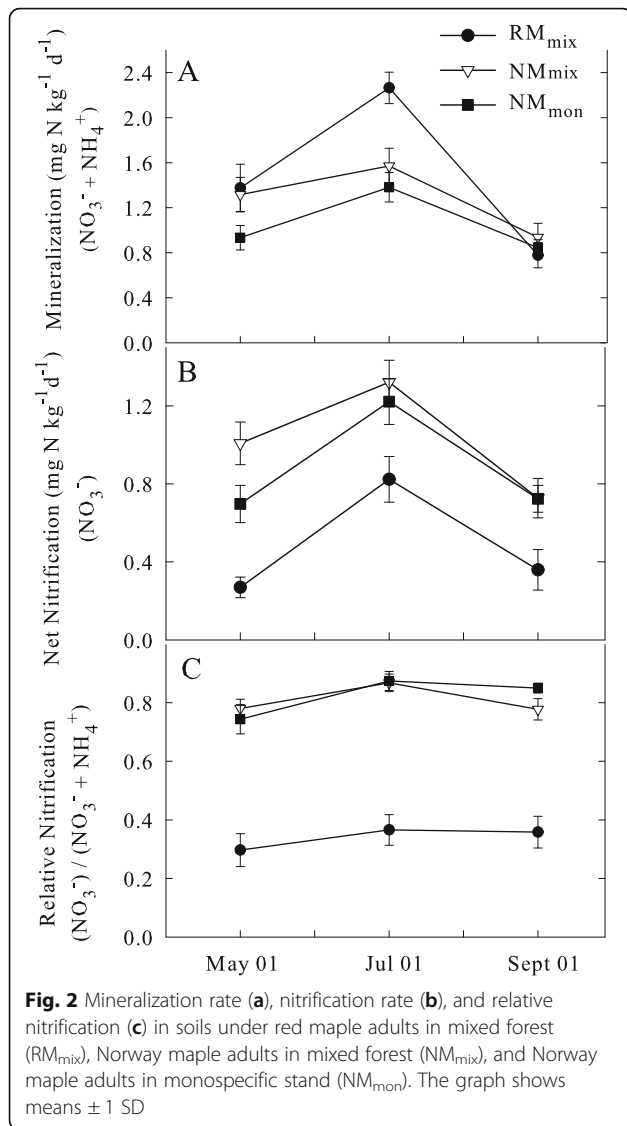 A
RMmix
NMmix
NMmon
Mineralization (mg N kg⁻¹ d⁻¹)
(NO₃⁻ + NH₄⁺)
2.4
2.0
1.6
1.2
0.8
0.4
0.0
B
Net Nitrification (mg N kg⁻¹d⁻¹)
(NO₃⁻)
1.2
0.8
0.4
0.0
C
Relative Nitrification
(NO₃⁻) / (NO₃⁻ + NH₄⁺)
0.8
0.6
0.4
0.2
0.0
May 01 Jul 01 Sept 01
Fig. 2 Mineralization rate (a), nitrification rate (b), and relative
nitrification (c) in soils under red maple adults in mixed forest
(RMmix), Norway maple adults in mixed forest (NMmix), and Norway
maple adults in monospecific stand (NMmon). The graph shows
means ± 1 SD